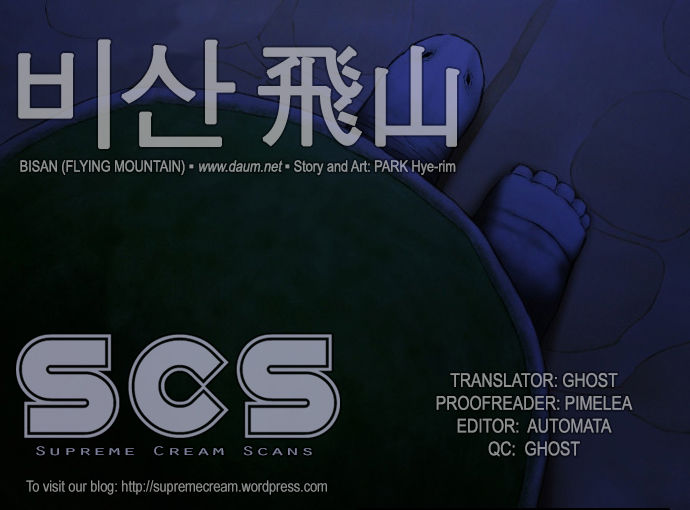 비산 飛山
BISAN (FLYING MOUNTAIN) ▪ www.daum.net ▪ Story and Art: PARK Hye-rim
SCS
SUPREME CREAM SCANS
TRANSLATOR: GHOST
PROOFREADER: PIMELEA
EDITOR: AUTOMATA
QC: GHOST
To visit our blog: http://supremecream.wordpress.com